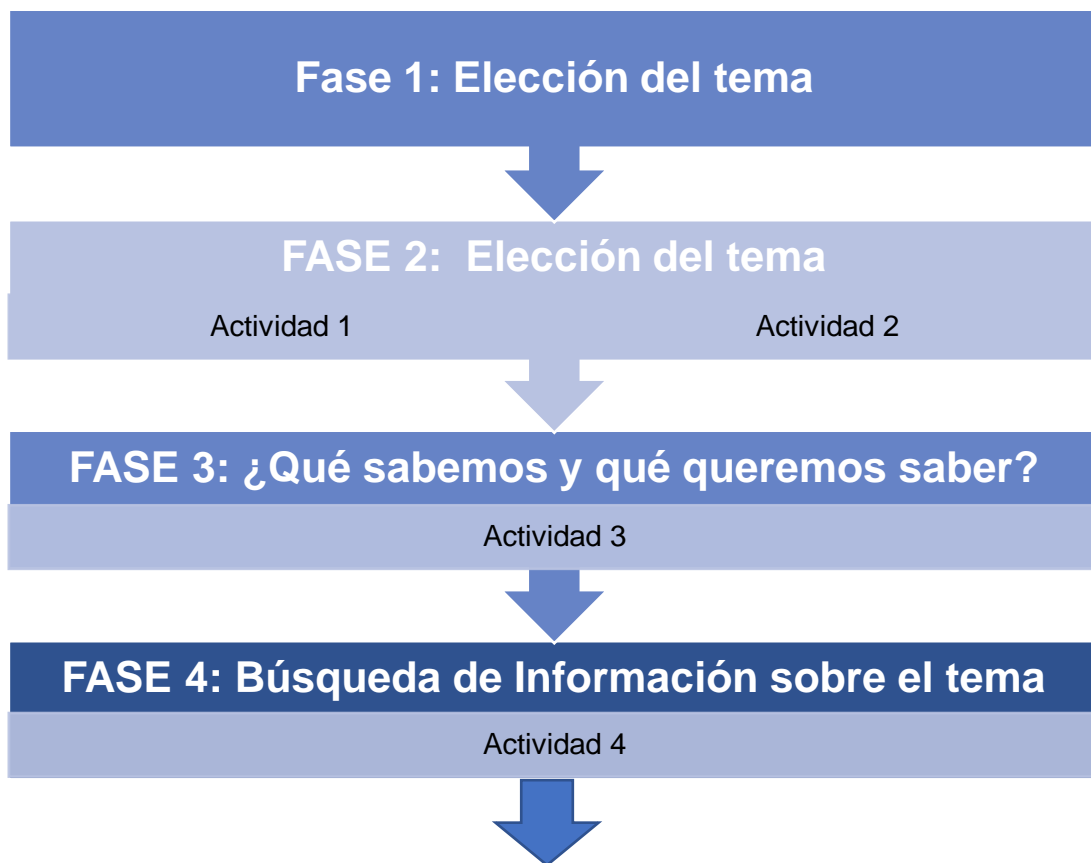 Fase 1: Elección del tema
FASE 2:  Elección del tema
Actividad 1
Actividad 2
FASE 3: ¿Qué sabemos y qué queremos saber?
Actividad 3
FASE 4: Búsqueda de Información sobre el tema
Actividad 4